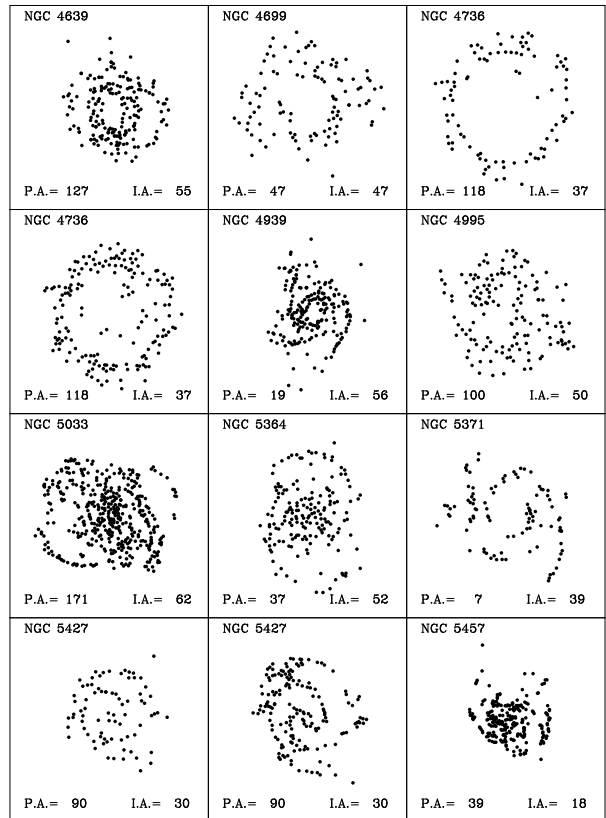 NGC 4639
NGC 4699
NGC 4736
P.A.= 127 I.A.= 55
P.A.= 47 I.A.= 47
P.A.= 118 I.A.= 37
NGC 4736
NGC 4939
NGC 4995
P.A.= 118 I.A.= 37
P.A.= 19 I.A.= 56
P.A.= 100 I.A.= 50
NGC 5033
NGC 5364
NGC 5371
P.A.= 171 I.A.= 62
P.A.= 37 I.A.= 52
P.A.= 7 I.A.= 39
NGC 5427
NGC 5427
NGC 5457
P.A.= 90 I.A.= 30
P.A.= 90 I.A.= 30
P.A.= 39 I.A.= 18